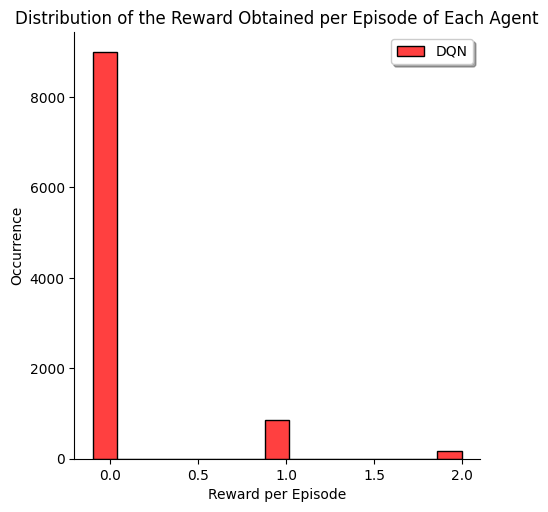 Distribution of the Reward Obtained per Episode of Each Agent
DQN
8000
6000
4000
2000
0
Occurrence
0.0 0.5 1.0 1.5 2.0
Reward per Episode